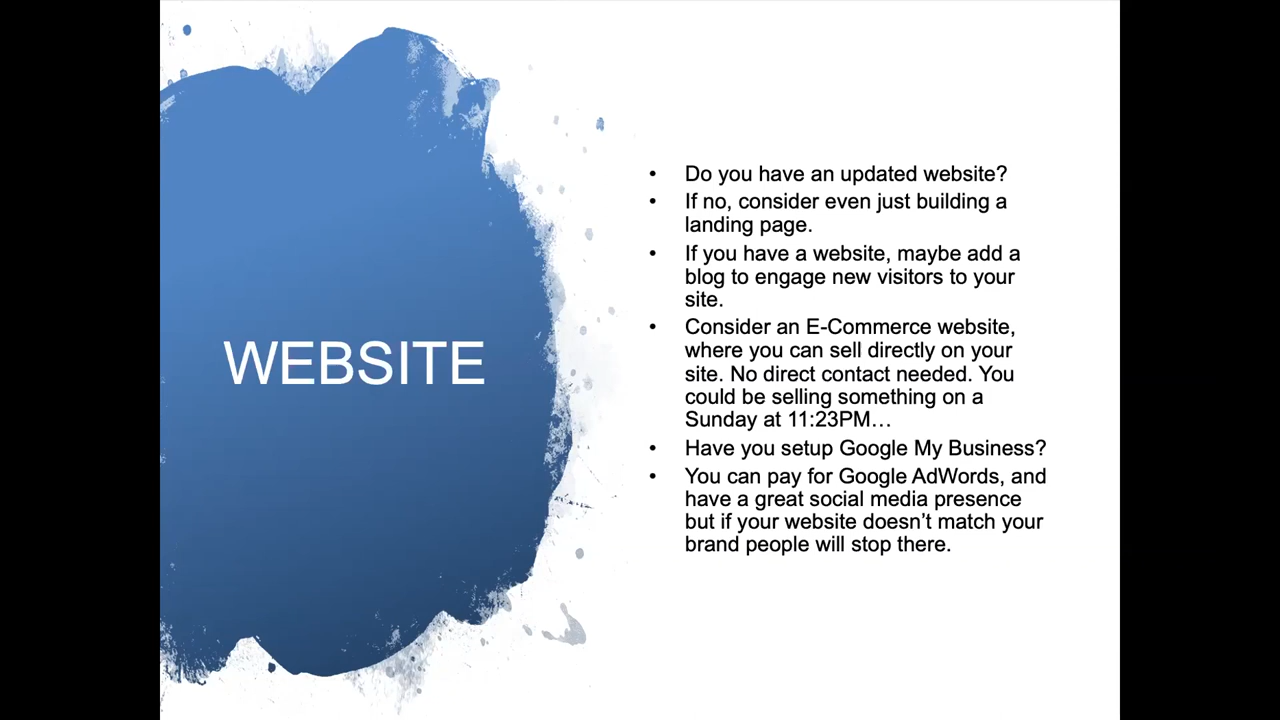 WEBSITE
• Do you have an updated website?
• If no, consider even just building a
landing page.
• If you have a website, maybe add a
blog to engage new visitors to your
site.
• Consider an E-Commerce website,
where you can sell directly on your
site. No direct contact needed. You
could be selling something on a
Sunday at 11:23PM…
• Have you setup Google My Business?
• You can pay for Google AdWords, and
have a great social media presence
but if your website doesn’t match your
brand people will stop there.